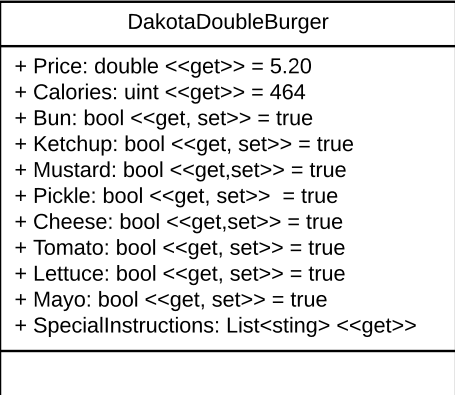 DakotaDoubleBurger
+ Price: double <<get>> = 5.20
+ Calories: uint <<get>> = 464
+ Bun: bool <<get, set>> = true
+ Ketchup: bool <<get, set>> = true
+ Mustard: bool <<get,set>> = true
+ Pickle: bool <<get, set>>  = true
+ Cheese: bool <<get,set>> = true
+ Tomato: bool <<get, set>> = true
+ Lettuce: bool <<get, set>> = true
+ Mayo: bool <<get, set>> = true
+ SpecialInstructions: List<sting> <<get>>